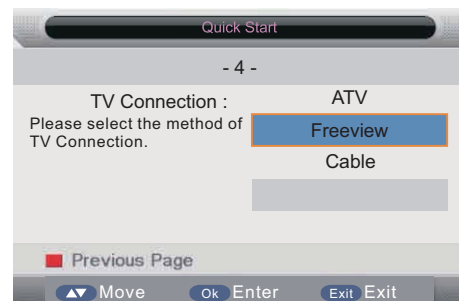 Quick Start
- 4 -
TV Connection :
Please select the method of
TV Connection.
ATV
Freeview
Cable
Previous Page
Move Ok Enter Exit Exit